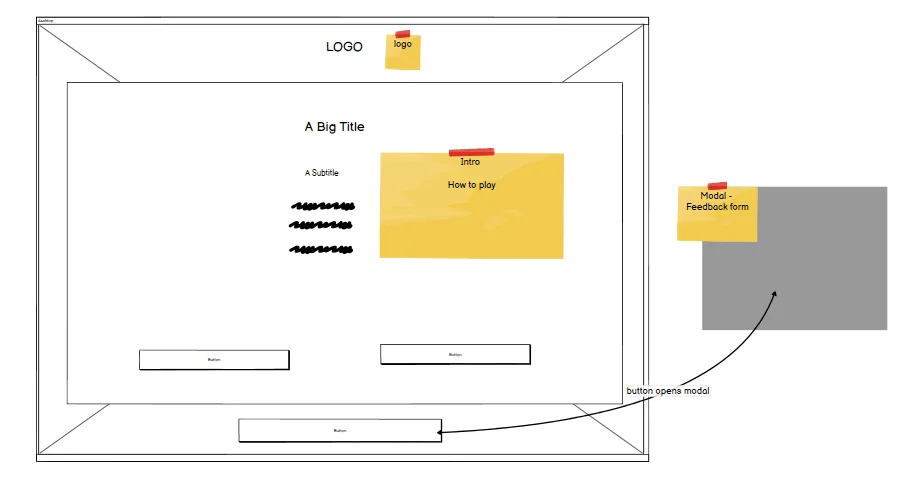 Desktop
LOGO
logo
A Big Title
Intro
How to play
A Subtitle
Modal -
Feedback form
Button
Button
button opens modal
Button